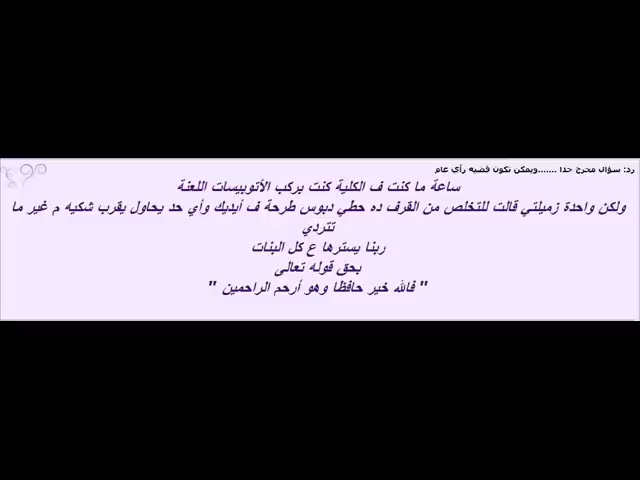 رد: سؤال محرج جدا .......ويمكن تكون قضيه رأي عام
ساعة ما كنت ف الكلية كنت بركب الأتوبيسات اللعنة
ولكن واحدة زميلتي قالت للتخلص من القرف ده حطي دبوس طرحة ف أيديك وأي حد يحاول يقرب شكيه م غير ما
تتردي
ربنا يسترها ع كل البنات
بحق قوله تعالى
" فالله خير حافظا وهو أرحم الراحمين "